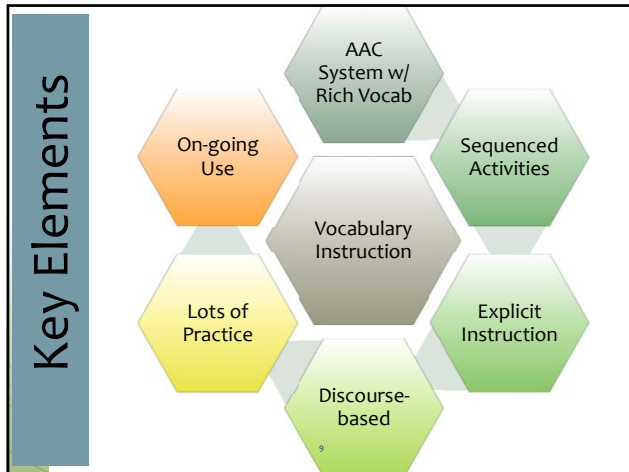 Key Elements
AAC
System w/
Rich Vocab
Sequenced
Activities
Explicit
Instruction
Discourse-
based
9
Lots of
Practice
On-going
Use
Vocabulary
Instruction